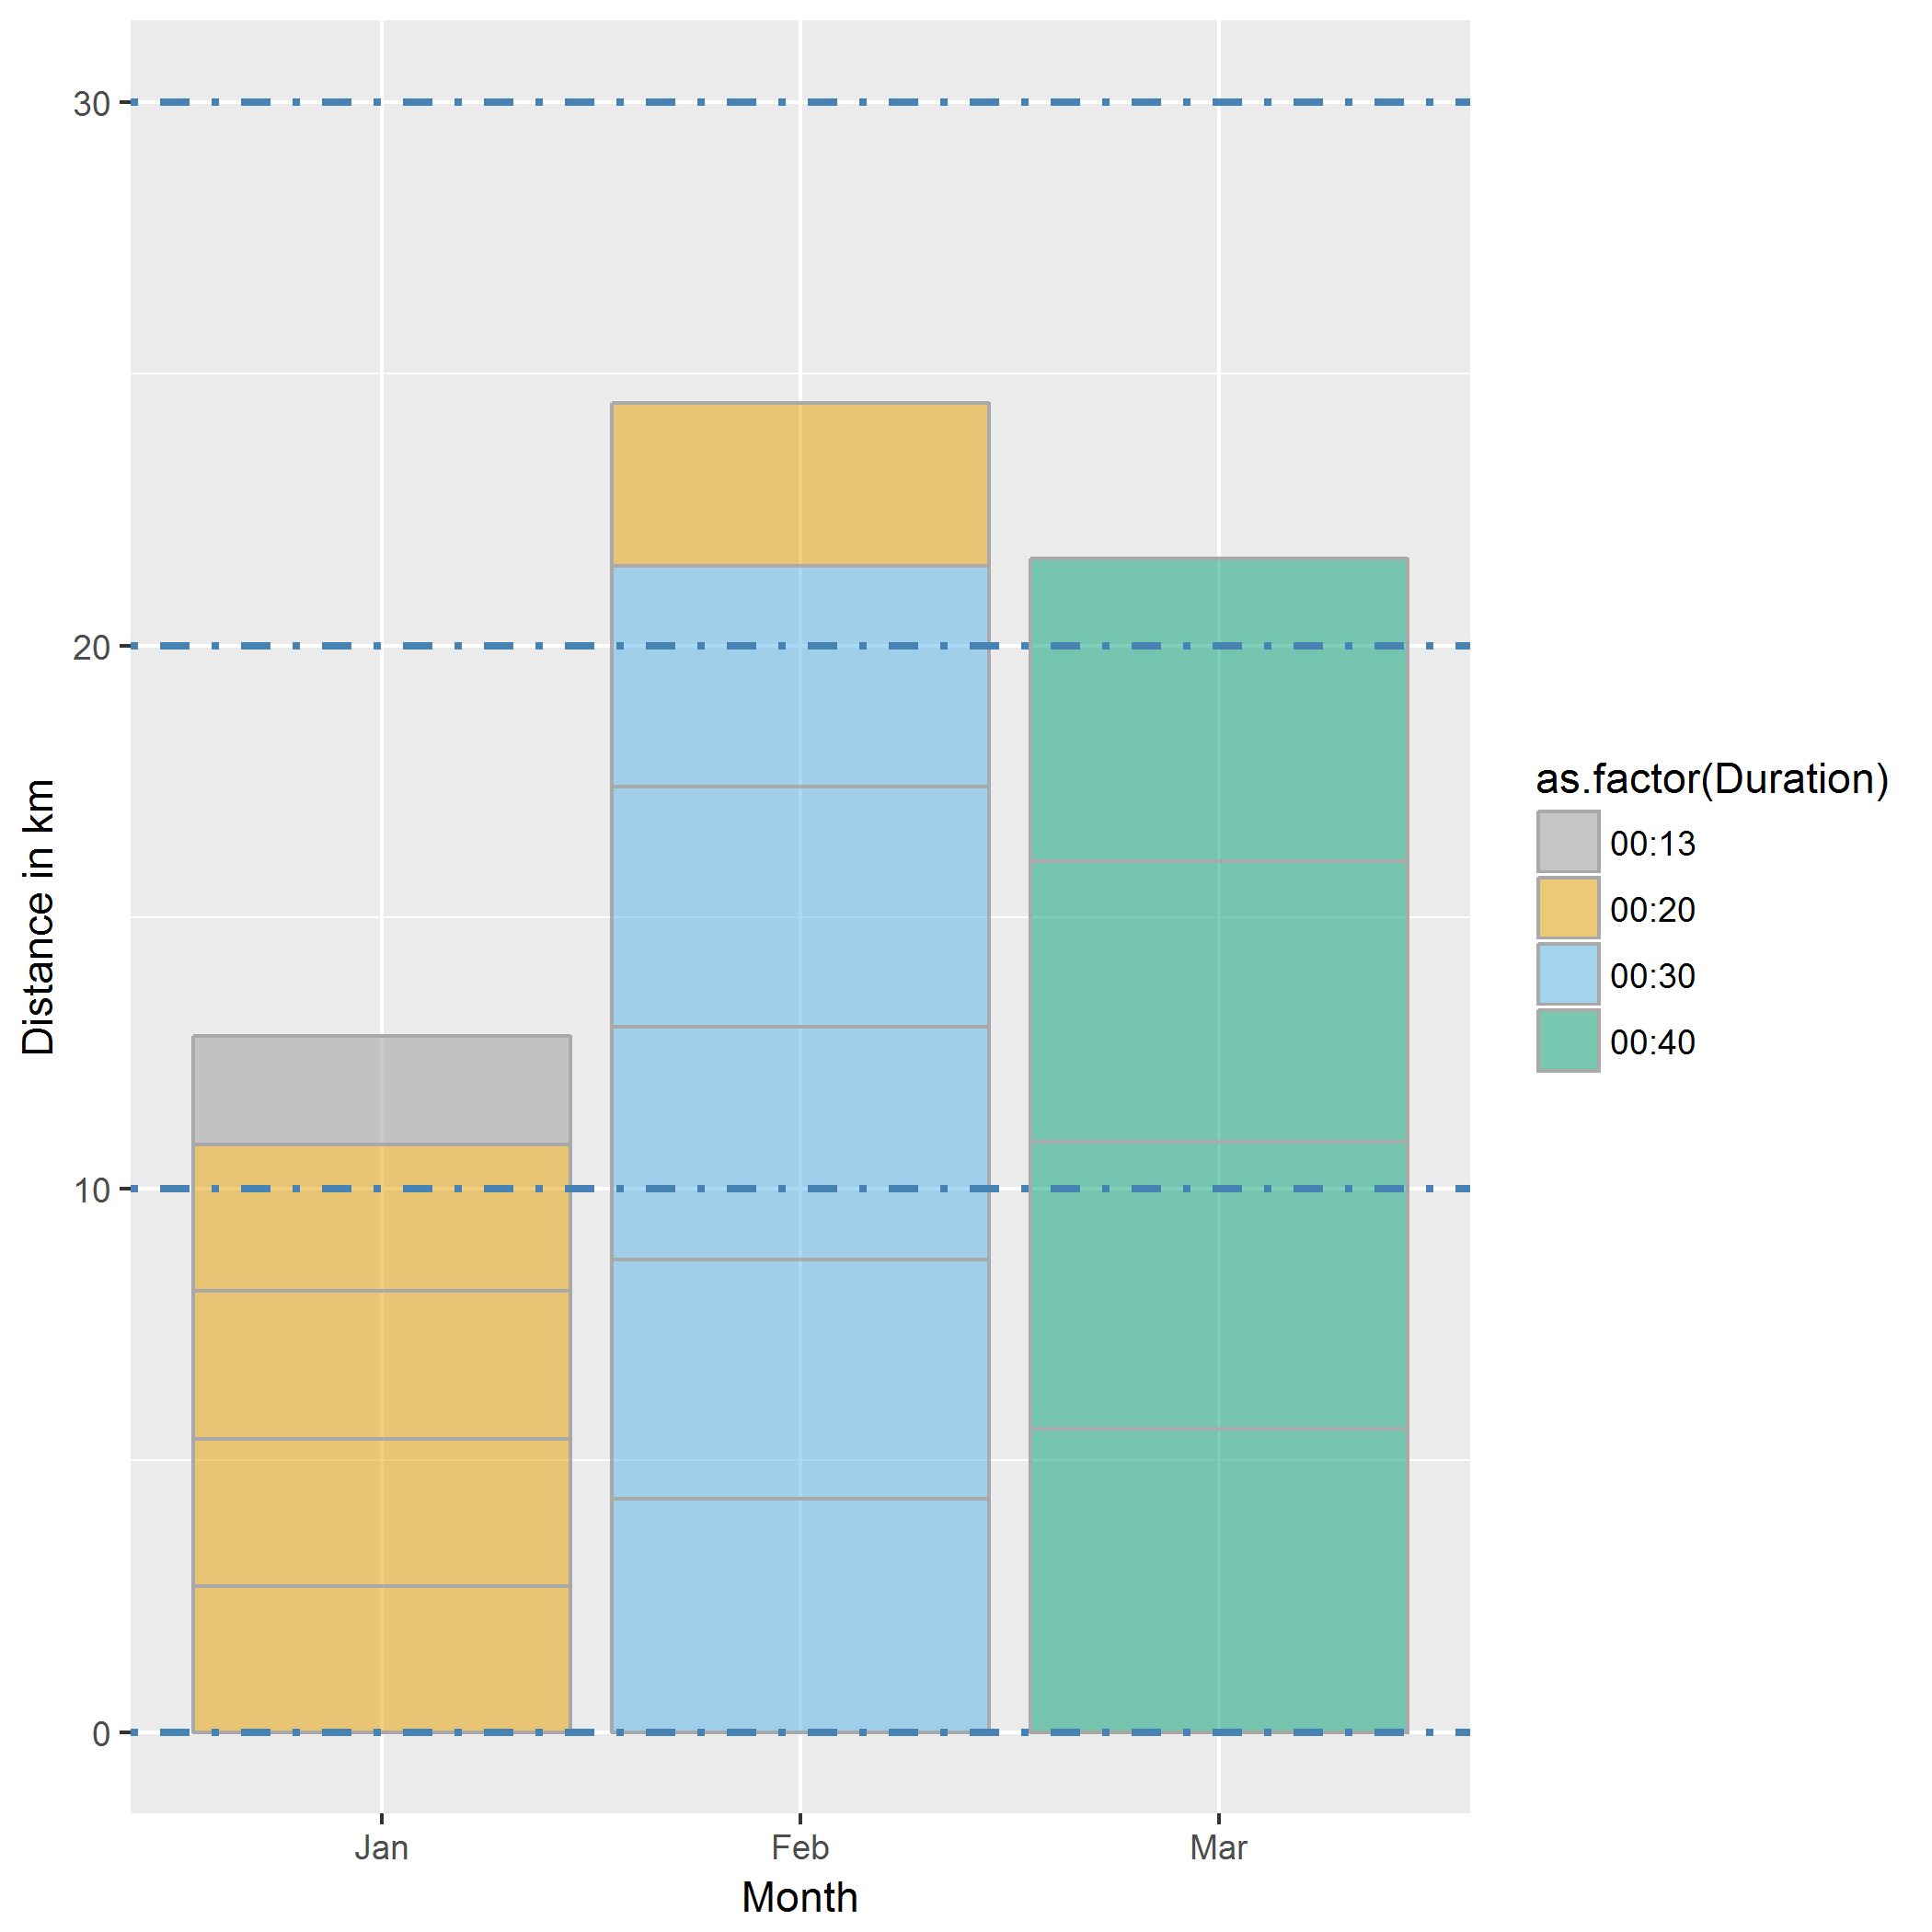 30
20
10
0
Distance in km
Jan
Feb
Mar
Month
as.factor(Duration)
00:13
00:20
00:30
00:40